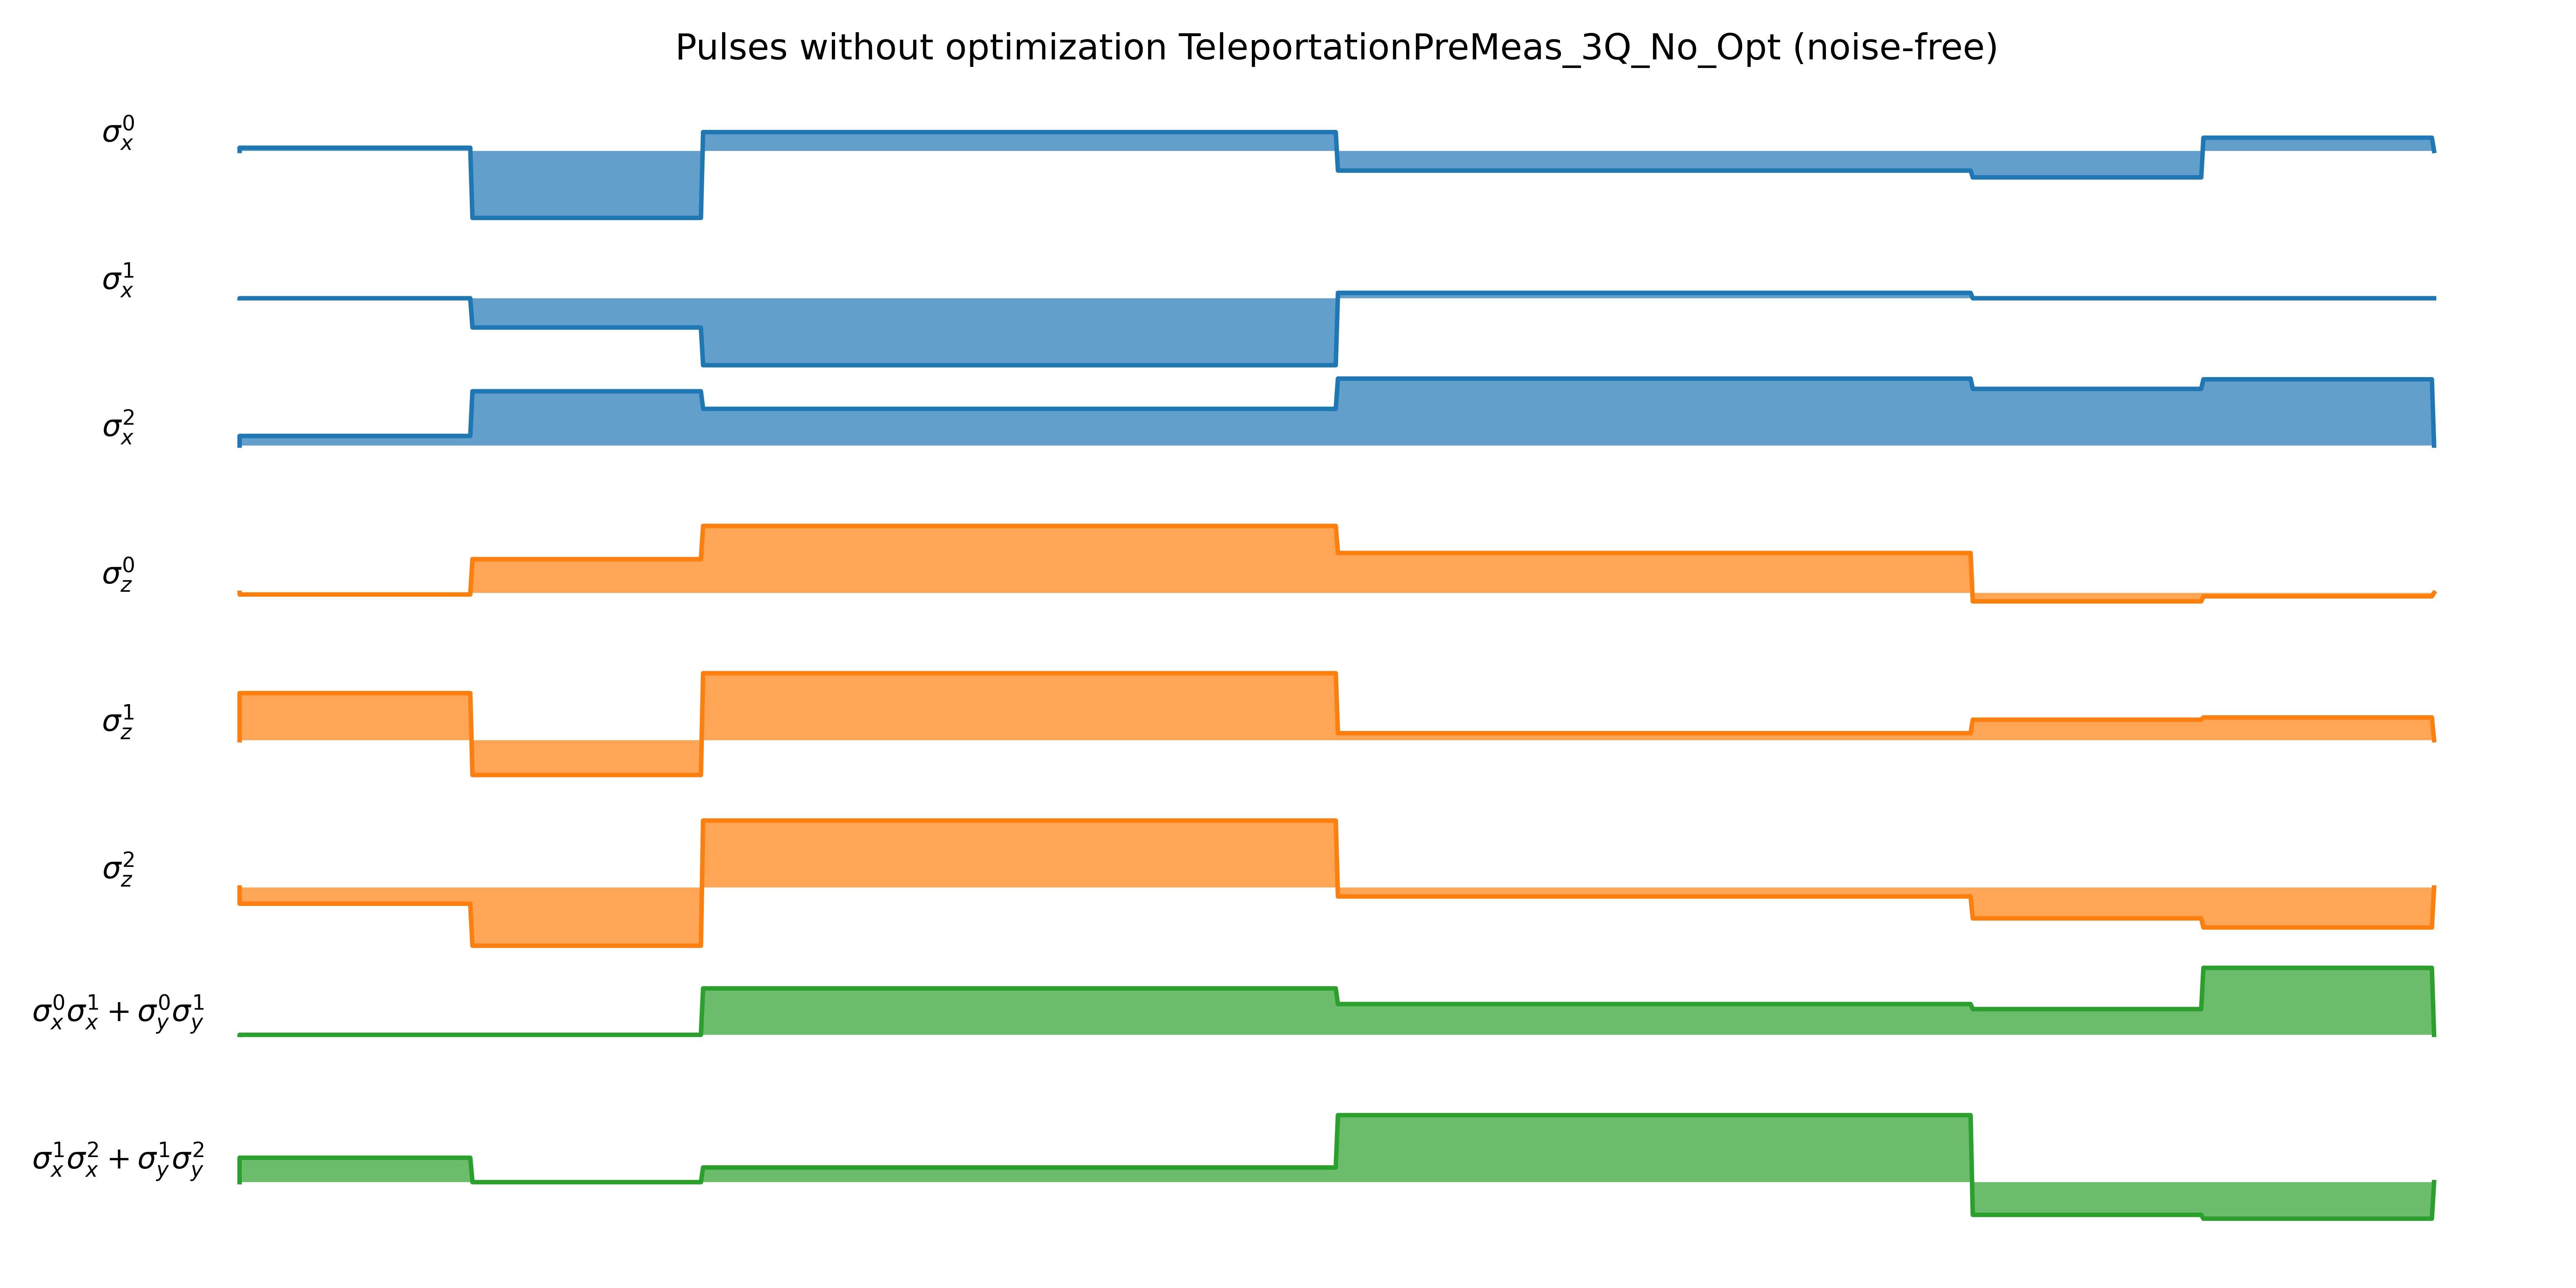 Pulses without optimization TeleportationPreMeas_3Q_No_Opt (noise-free)
σ_x^0
σ_x^1
σ_x^2
σ_z^0
σ_z^1
σ_z^2
σ_x^0σ_x^1 + σ_y^0σ_y^1
σ_x^1σ_x^2 + σ_y^1σ_y^2